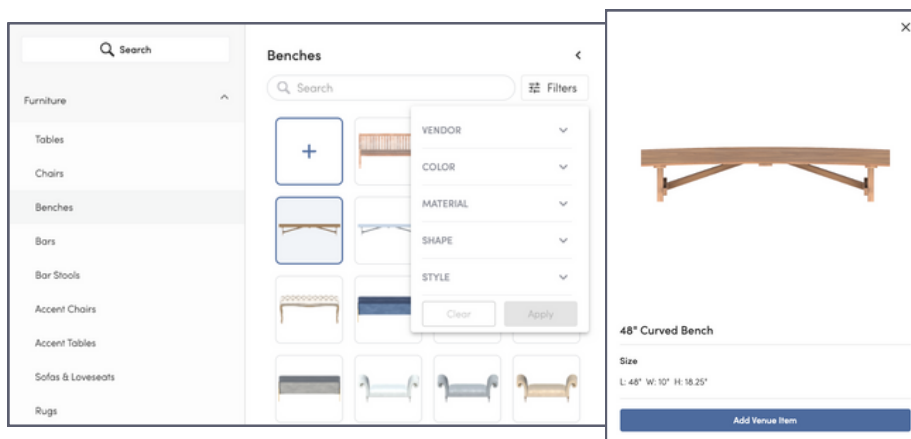 Search
Furniture
Tables
Chairs
Benches
Bars
Bar Stools
Accent Chairs
Accent Tables
Sofas & Loveseats
Rugs
Benches
Search
Filters
VENDOR
COLOR
MATERIAL
SHAPE
STYLE
Clear
Apply
48" Curved Bench
Size
L: 48" W: 10" H: 18.25"
Add Venue Item